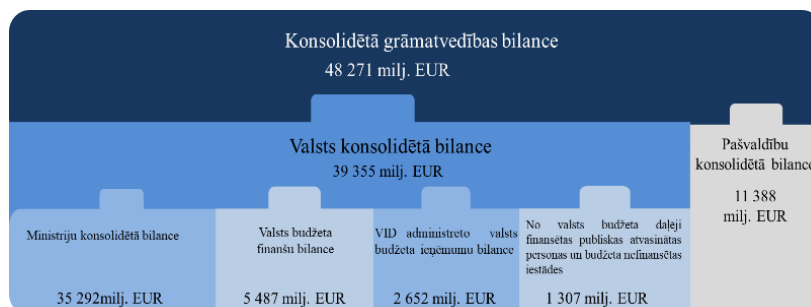 Konsolidētā grāmatvedības bilance
48 271 milj. EUR
Valsts konsolidētā bilance
39 355 milj. EUR
Pašvaldību
konsolidētā bilance
11 388
milj. EUR
Ministriju konsolidētā bilance
35 292milj. EUR
Valsts budžeta
finanšu bilance
5 487 milj. EUR
VID administrēto valsts
budžeta ieņēmumu bilance
2 652 milj. EUR
No valsts budžeta daļēji
finansētas publiskas atvasinātas
personas un budžeta nefinansētas
iestādes
1 307 milj. EUR